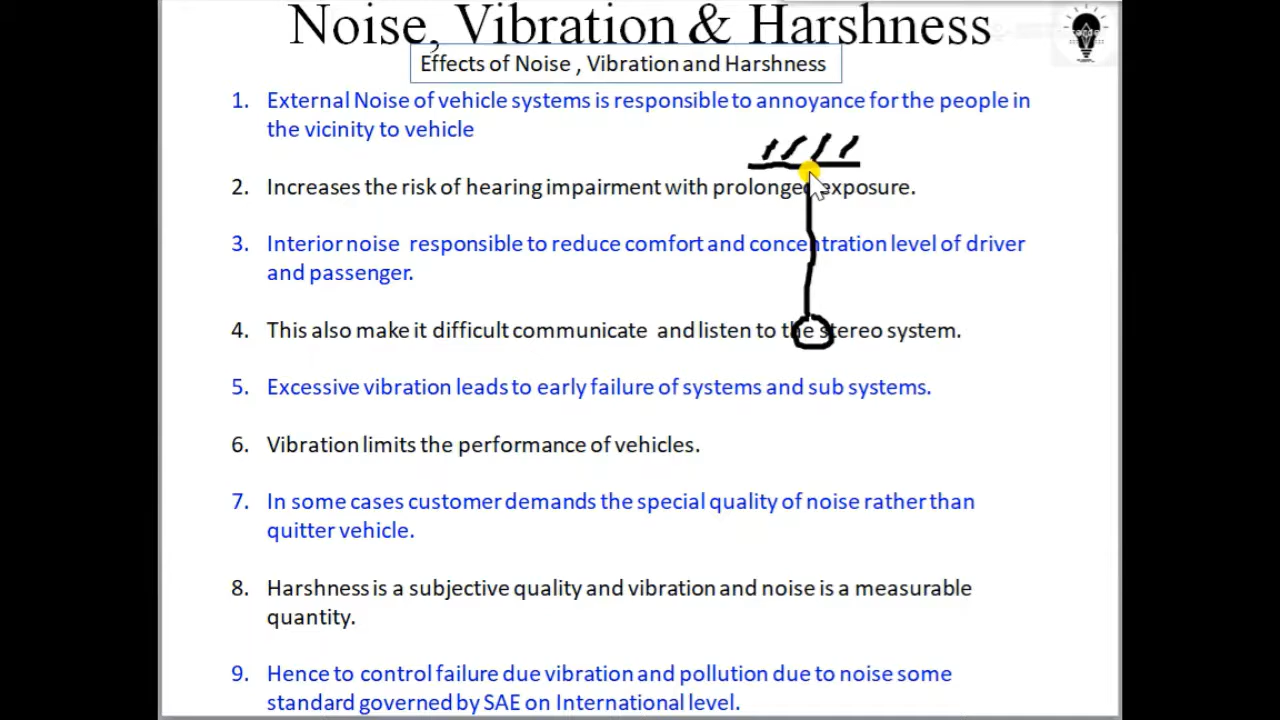 Noise, Vibration & Harshness
Effects of Noise , Vibration and Harshness
1. External Noise of vehicle systems is responsible to annoyance for the people in
the vicinity to vehicle
2. Increases the risk of hearing impairment with prolonged exposure.
3. Interior noise responsible to reduce comfort and concentration level of driver
and passenger.
4. This also make it difficult communicate and listen to the stereo system.
5. Excessive vibration leads to early failure of systems and sub systems.
6. Vibration limits the performance of vehicles.
7. In some cases customer demands the special quality of noise rather than
quitter vehicle.
8. Harshness is a subjective quality and vibration and noise is a measurable
quantity.
9. Hence to control failure due vibration and pollution due to noise some
standard governed by SAE on International level.